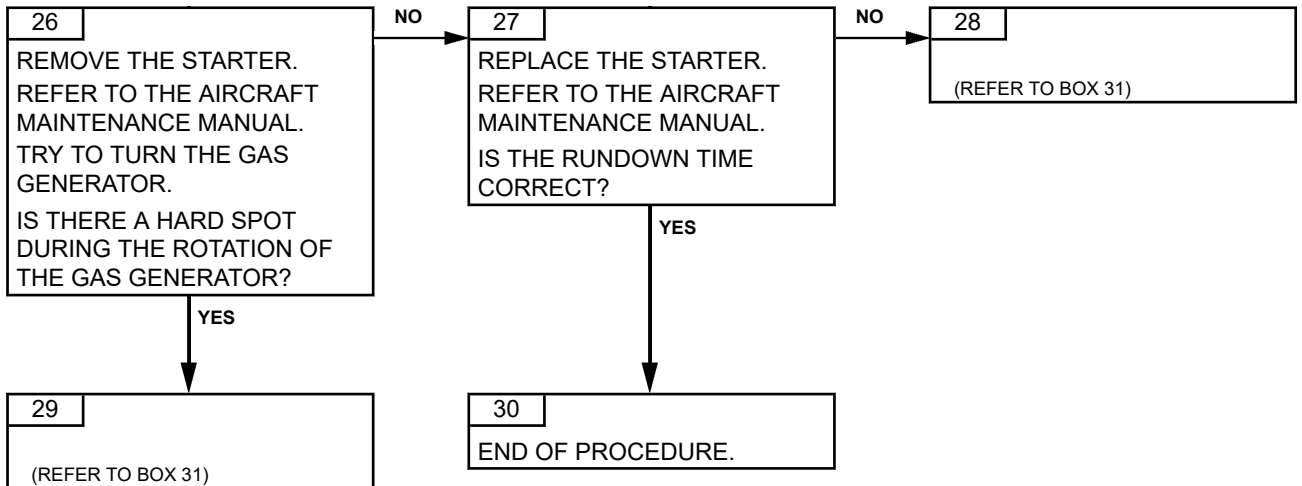 26
REMOVE THE STARTER.
REFER TO THE AIRCRAFT
MAINTENANCE MANUAL.
TRY TO TURN THE GAS
GENERATOR.
IS THERE A HARD SPOT
DURING THE ROTATION OF
THE GAS GENERATOR?
NO
27
REPLACE THE STARTER.
REFER TO THE AIRCRAFT
MAINTENANCE MANUAL.
IS THE RUNDOWN TIME
CORRECT?
NO
28
(REFER TO BOX 31)
YES
YES
29
(REFER TO BOX 31)
30
END OF PROCEDURE.